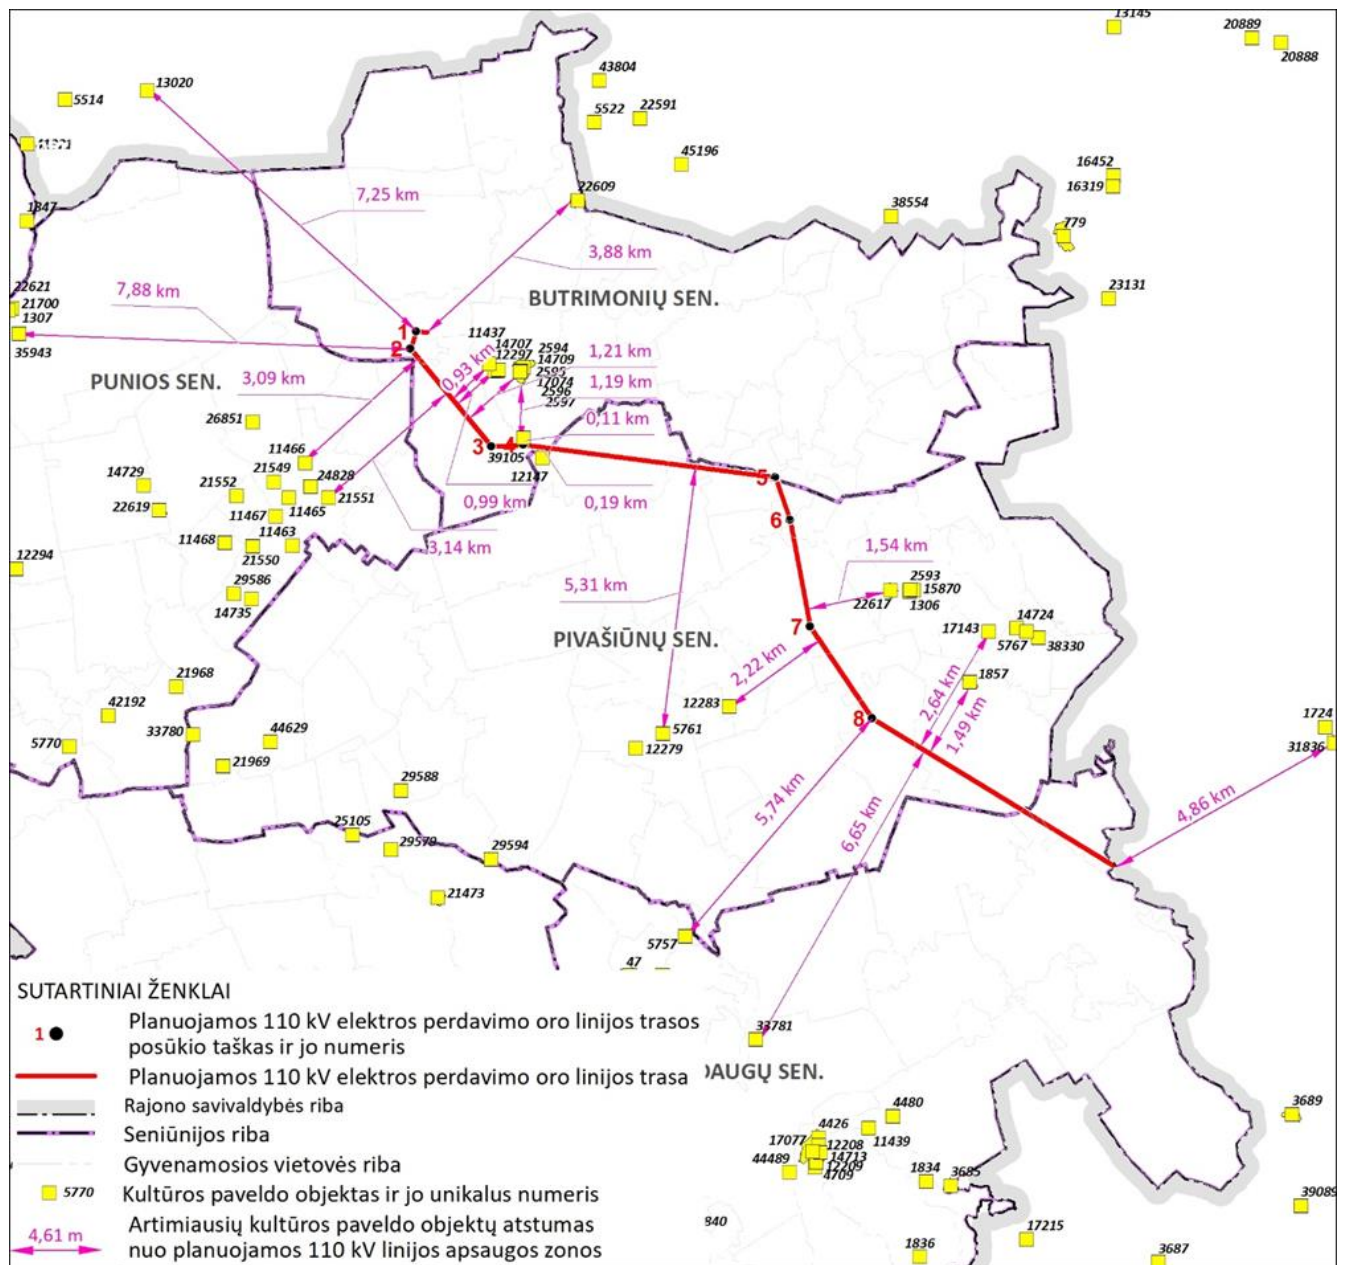 13145
20889
20888
13020
5514
43804
5522
22591
45196
16452
16319
1847
7,25 km
22609
38554
779
3,88 km
22621
21700
1307
35943
7,88 km
23131
BUTRIMONIŲ SEN.
1
2
11437
14707
2594
12297
14709
2595
17074
2596
2597
1,21 km
1,19 km
0,11 km
0,93 km
PUNIOS SEN.
3,09 km
26851
3
4
39105
12147
11466
14729
21549
24828
21552
21551
22619
11467
11465
0,99 km
0,19 km
5
6
11468
11463
21550
3,14 km
1,54 km
12294
29586
14735
5,31 km
2593
15870
22617
1306
PIVAŠIŪNŲ SEN.
7
17143
14724
5767
38330
2,22 km
2,64 km
1857
21968
42192
12283
8
1,49 km
1724
33780
44629
5761
5770
12279
31836
21969
29588
5,74 km
6,65 km
4,86 km
25105
29579
29594
21473
5757
47
33781
SUTARTINIAI ŽENKLAI
1
Planuojamos 110 kV elektros perdavimo oro linijos trasos
posūkio taškas ir jo numeris
Planuojamos 110 kV elektros perdavimo oro linijos trasa
Rajono savivaldybės riba
Seniūnijos riba
Gyvenamosios vietovės riba
5770 Kultūros paveldo objektas ir jo unikalus numeris
4,61 m
Artimiausių kultūros paveldo objektų atstumas
nuo planuojamos 110 kV linijos apsaugos zonos
AUGŲ SEN.
4480
3689
4426
17077
12208
11439
14713
44489
12209
4709
1834
3685
39089
840
17215
1836
3687